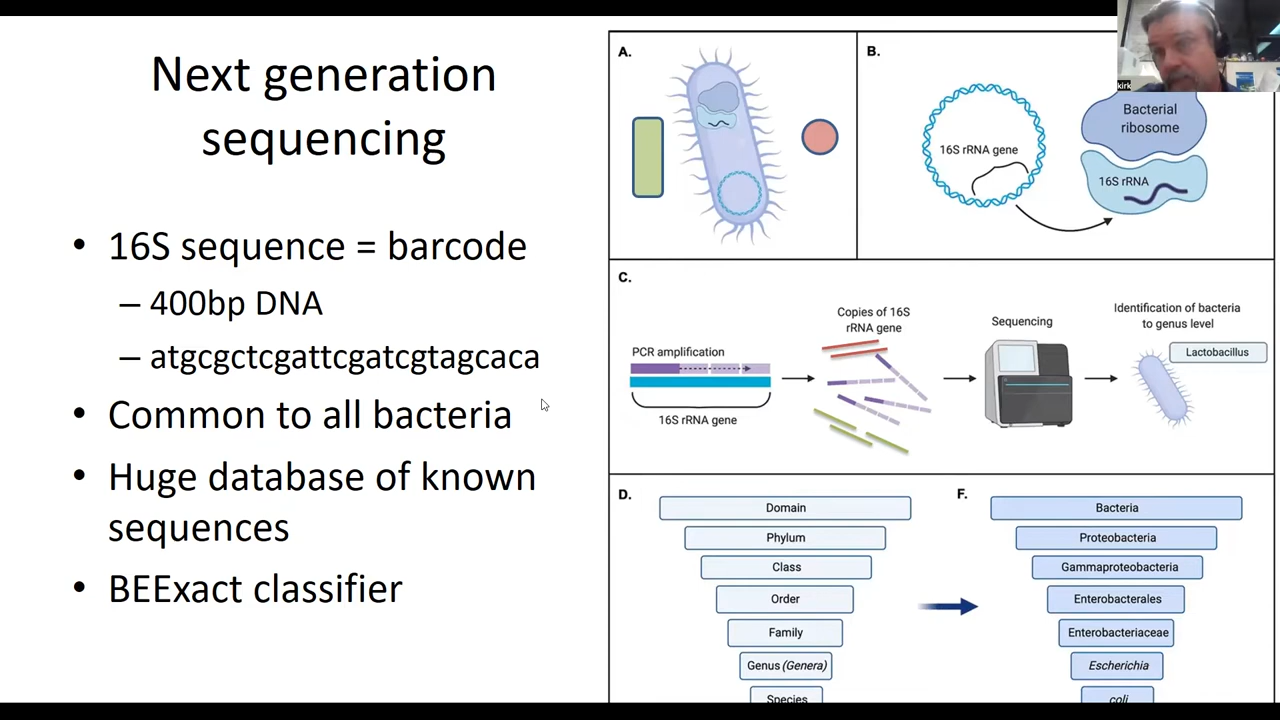 Next generation
sequencing
• 16S sequence = barcode
– 400bp DNA
– atgcgctcgattcgatcgtagcaca
• Common to all bacteria
• Huge database of known
sequences
• BEExact classifier
A.
B.
16S rRNA gene
Bacterial
ribosome
16S rRNA
kirk
C.
PCR amplification
16S rRNA gene
Copies of 16S
rRNA gene
Sequencing
Identification of bacteria
to genus level
Lactobacillus
D.
Domain
Phylum
Class
Order
Family
Genus (Genera)
Species
F.
Bacteria
Proteobacteria
Gammaproteobacteria
Enterobacterales
Enterobacteriaceae
Escherichia
coli